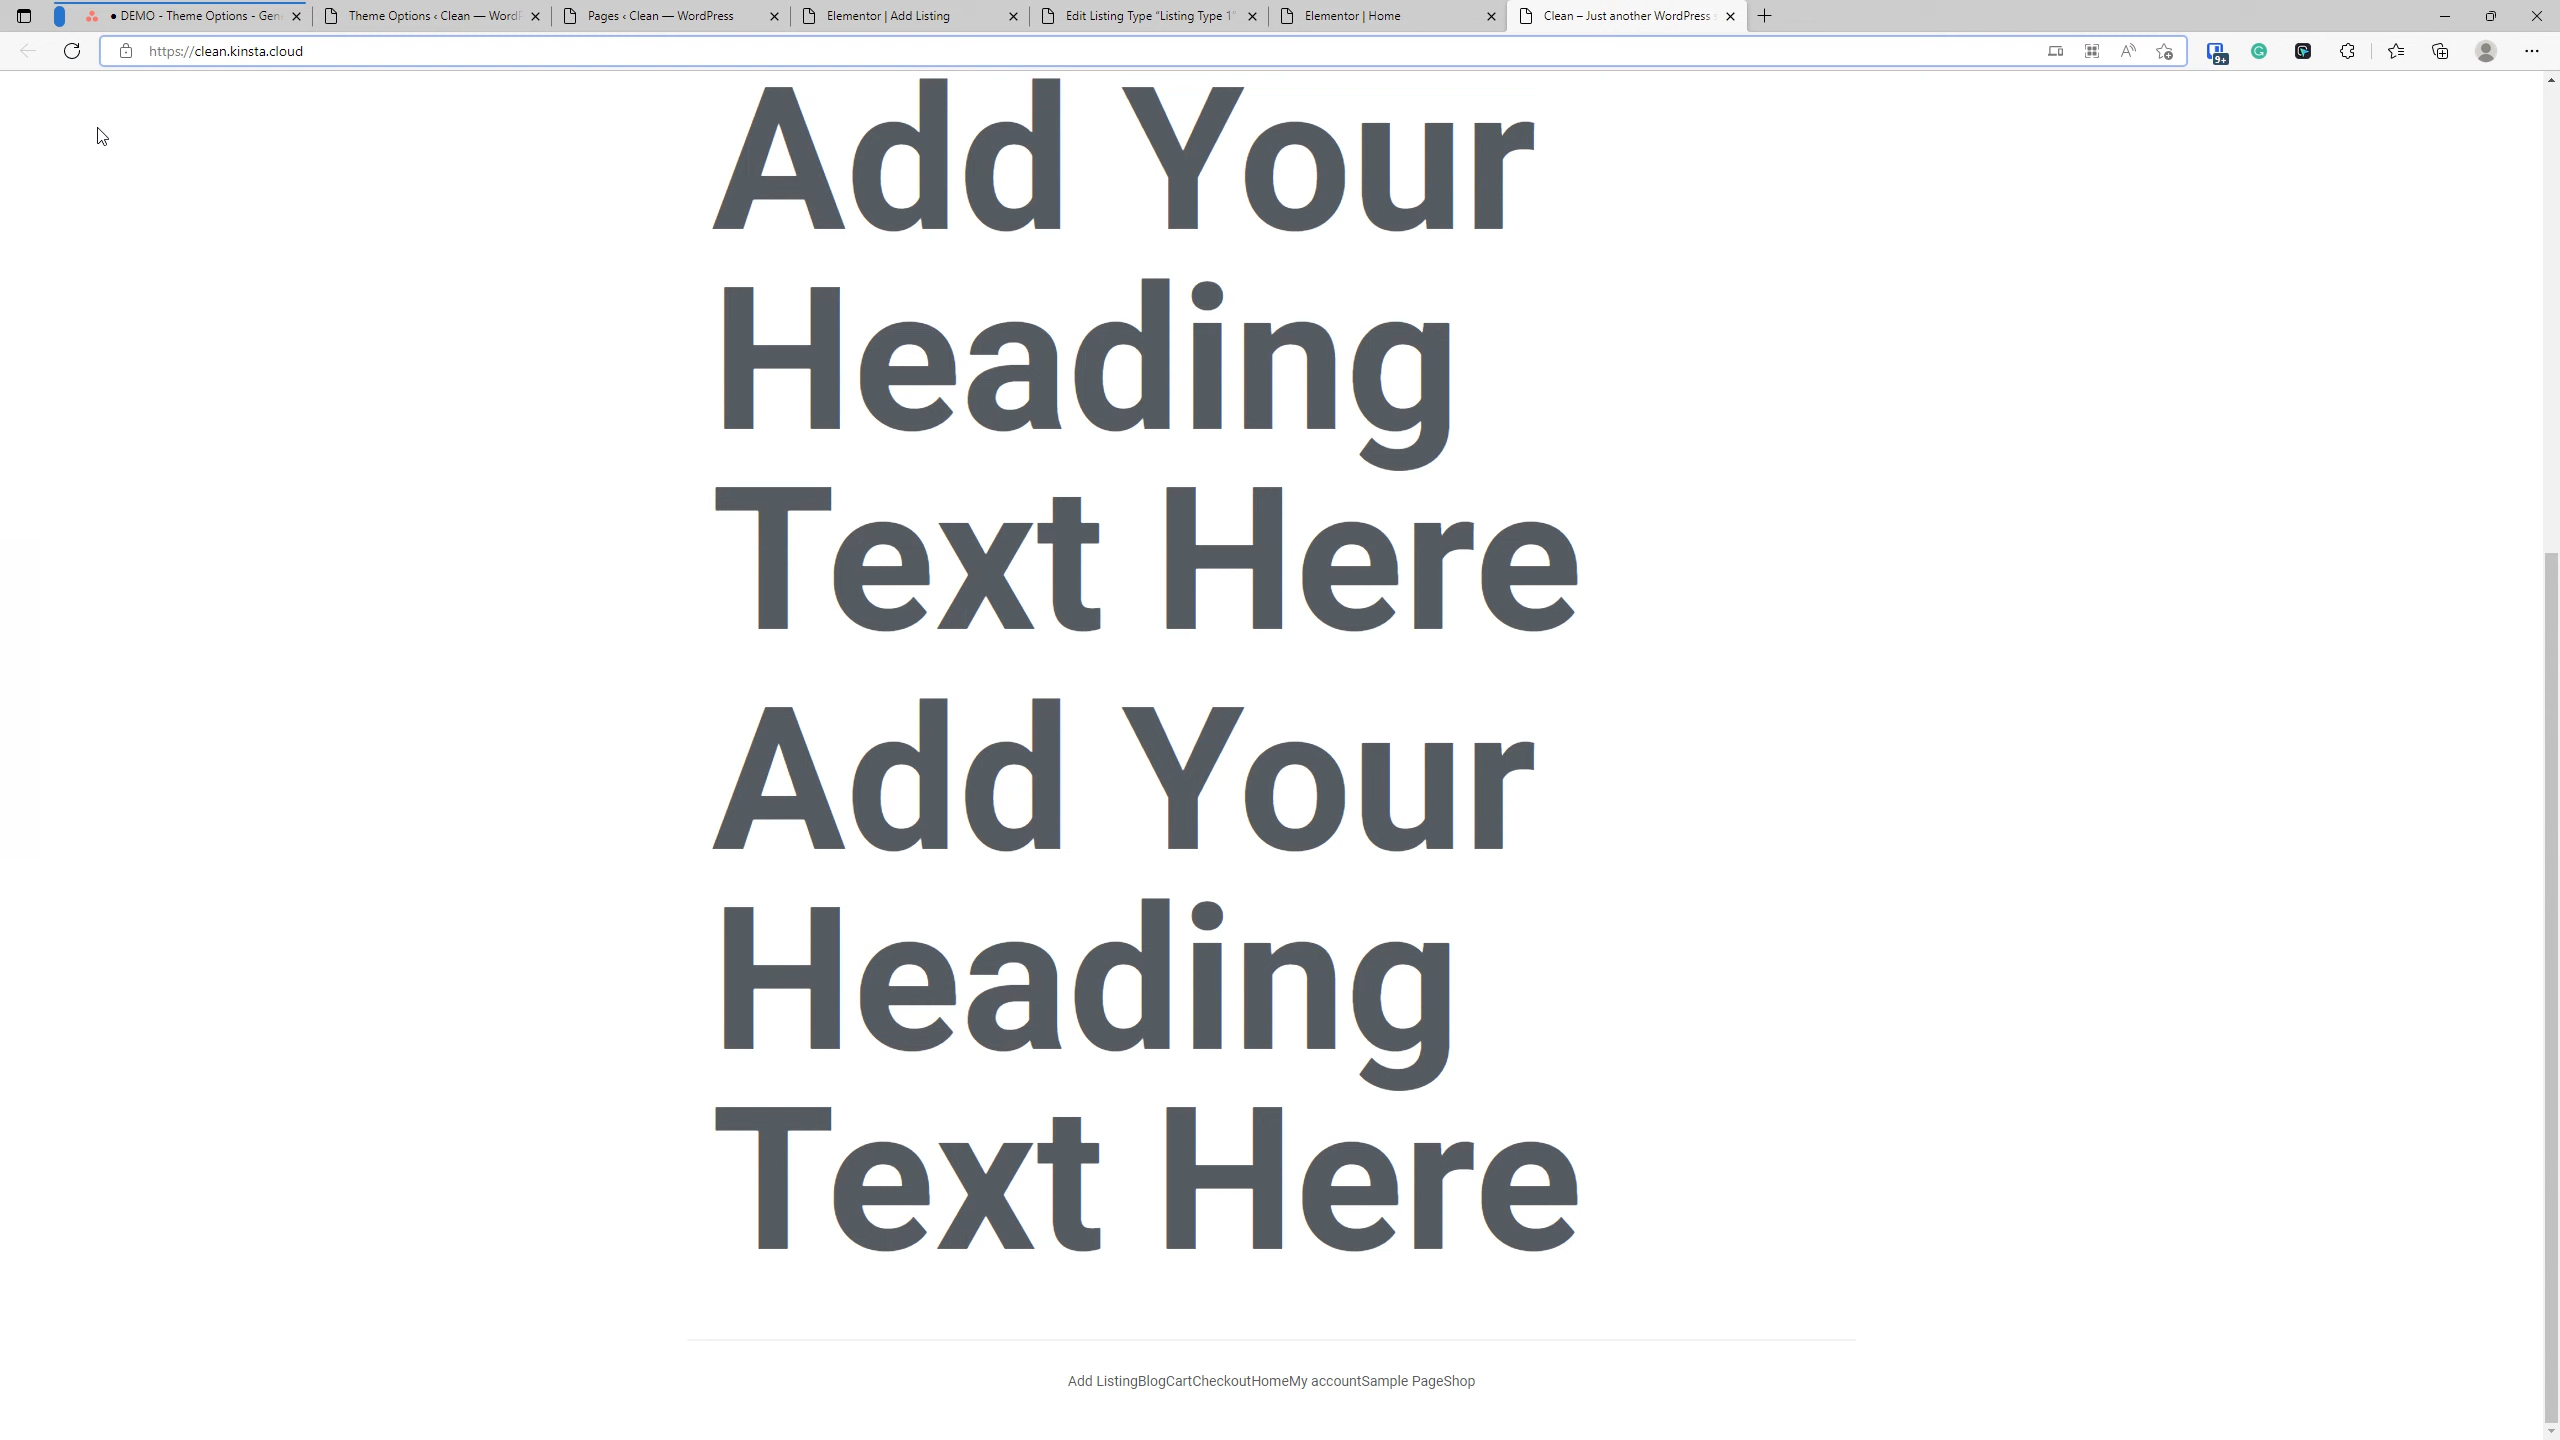 ● DEMO - Theme Options - Gen
Theme Options ‹ Clean — WordP
Pages ‹ Clean — WordPress
Elementor | Add Listing
Edit Listing Type "Listing Type 1"
Elementor | Home
Clean – Just another WordPress s
https://clean.kinsta.cloud
9+
Add Your
Heading
Text Here
Add Your
Heading
Text Here
Add ListingBlogCartCheckoutHomeMy accountSample PageShop